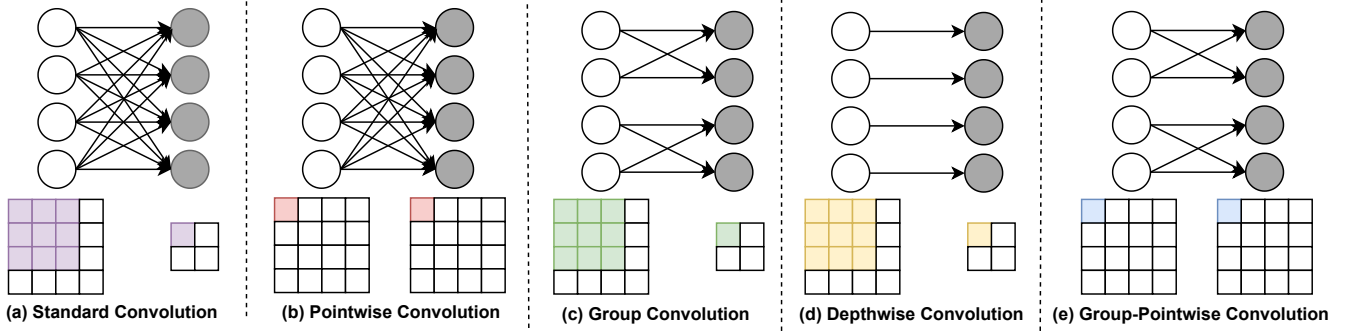 (a) Standard Convolution
(b) Pointwise Convolution
(c) Group Convolution
(d) Depthwise Convolution
(e) Group-Pointwise Convolution